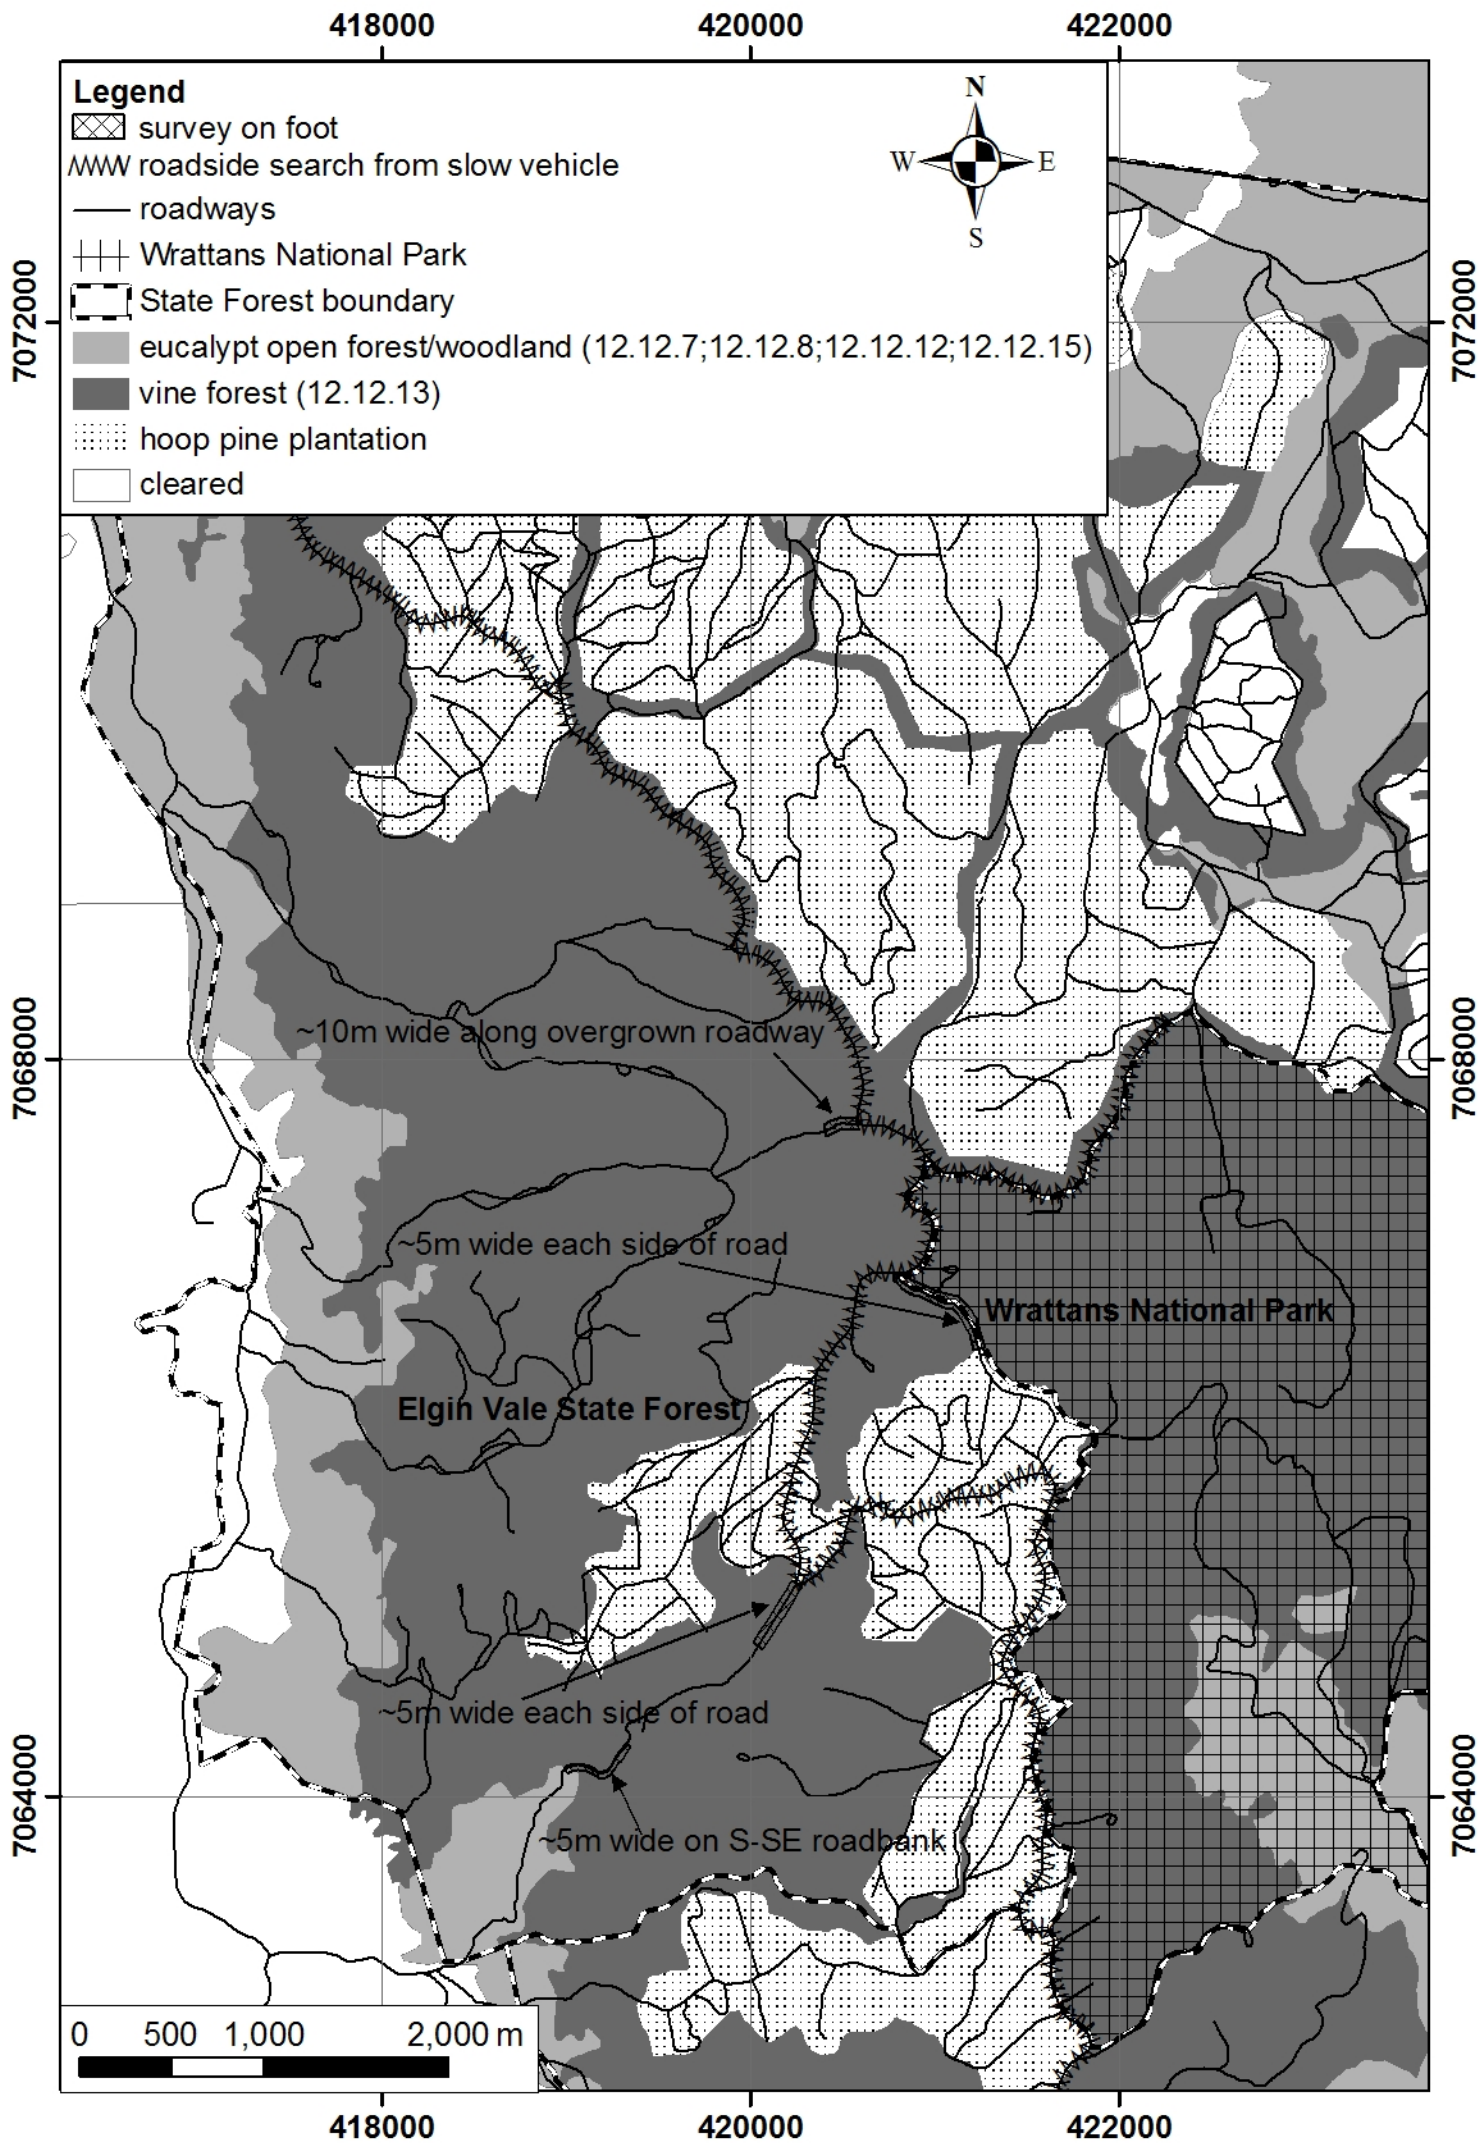 418000 420000 422000
Legend
survey on foot
roadside search from slow vehicle
roadways
Wrattans National Park
State Forest boundary
eucalypt open forest/woodland (12.12.7;12.12.8;12.12.12;12.12.15)
vine forest (12.12.13)
hoop pine plantation
cleared
N
W E
S
7072000 7072000
~10m wide along overgrown roadway
7068000 7068000
~5m wide each side of road
Wrattans National Park
Elgin Vale State Forest
~5m wide each side of road
7064000 7064000
~5m wide on S-SE roadbank
0 500 1,000 2,000 m
418000 420000 422000